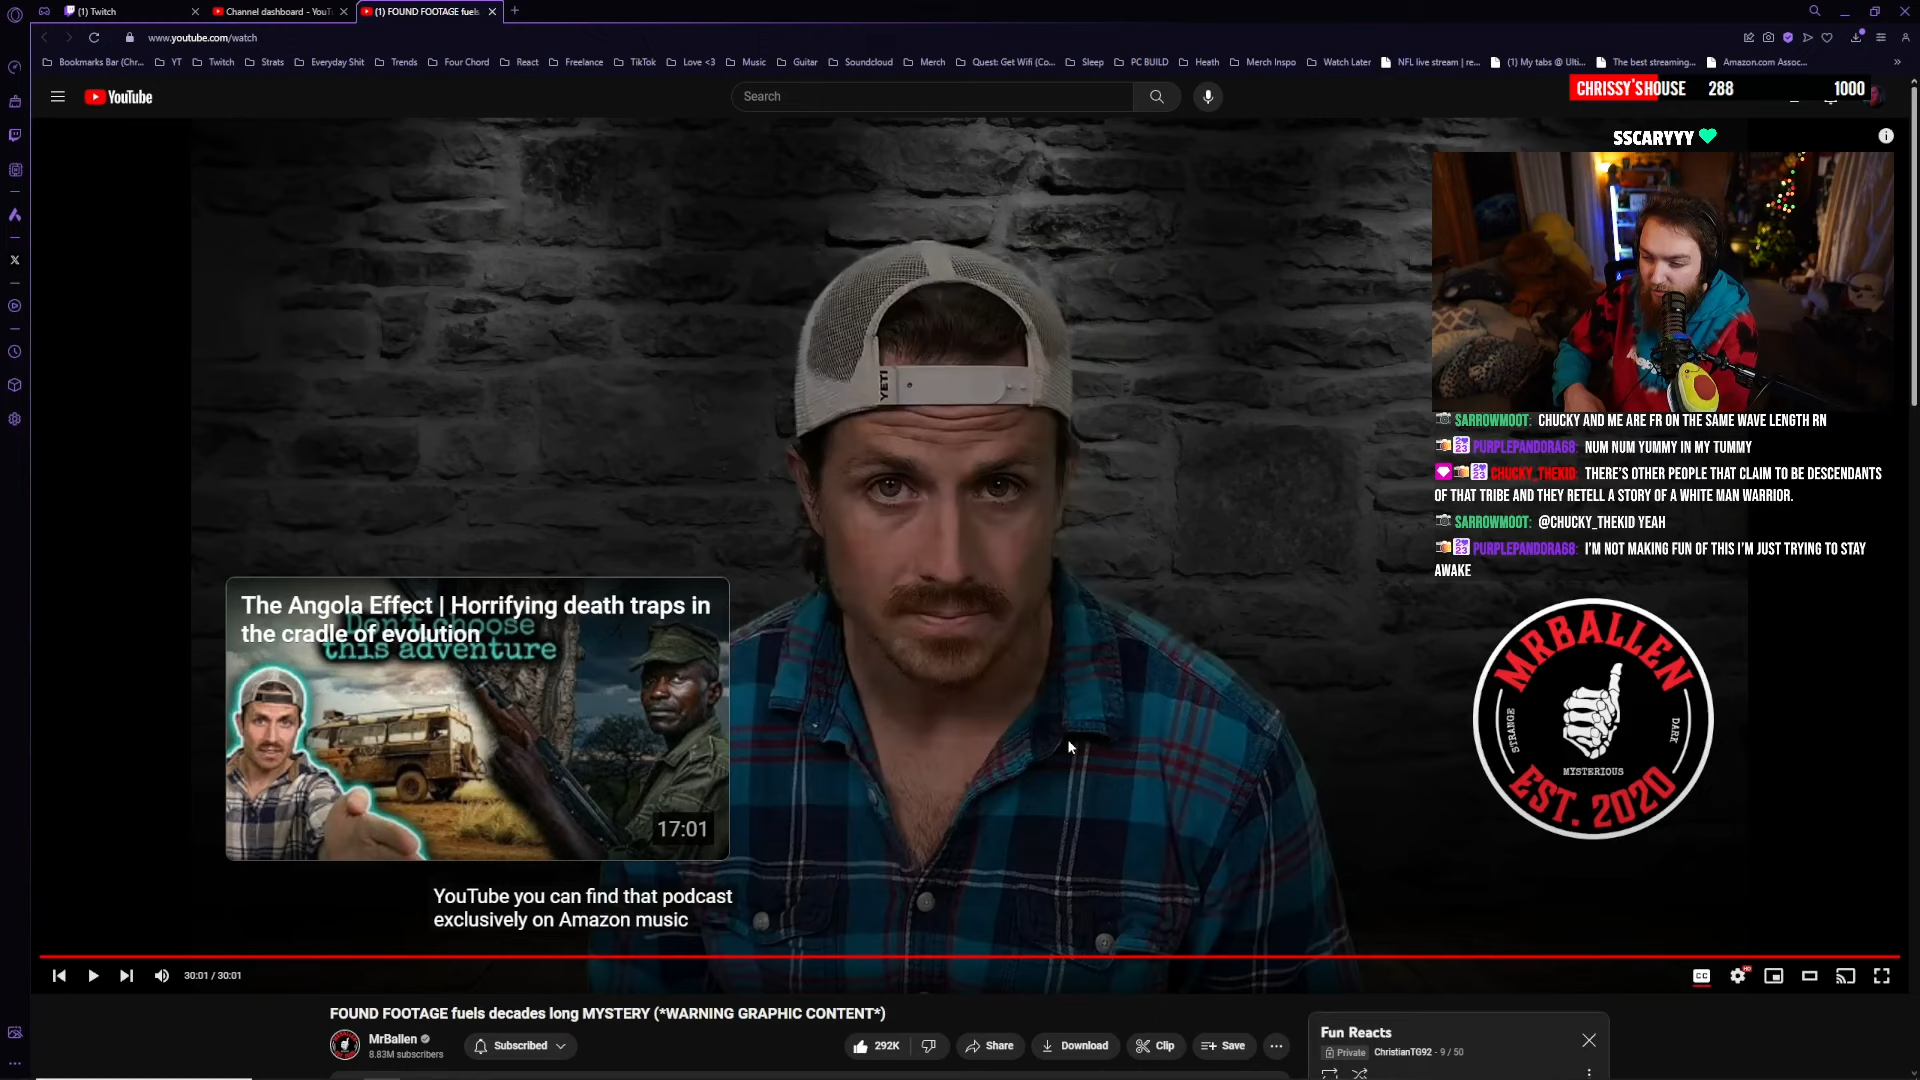 (1) Twitch
Channel dashboard - YouT
(1) FOUND FOOTAGE fuels
www.youtube.com/watch
Bookmarks Bar (Chr... YT Twitch Strats Everyday Shit Trends Four Chord React Freelance TikTok Love <3 Music Guitar Soundcloud Merch Quest: Get Wifi (Co... Sleep PC BUILD Heath Merch Inspo Watch Later NFL live stream | re... (1) My tabs @ Ulti... The best streaming... Amazon.com Assoc...
YouTube
Search
CHRISSY'S HOUSE 288 1000
SSCARYYY
YETI
SARROWMOOT: CHUCKY AND ME ARE FR ON THE SAME WAVE LENGTH RN
PURPLEPANDORA68: NUM NUM YUMMY IN MY TUMMY
CHUCKY_THEKID: THERE'S OTHER PEOPLE THAT CLAIM TO BE DESCENDANTS
OF THAT TRIBE AND THEY RETELL A STORY OF A WHITE MAN WARRIOR.
SARROWMOOT: @CHUCKY_THEKID YEAH
PURPLEPANDORA68: I'M NOT MAKING FUN OF THIS I'M JUST TRYING TO STAY
AWAKE
The Angola Effect | Horrifying death traps in
the cradle of evolution
Don't choose
this adventure
17:01
MRBALLEN
STRANGE
DARK
MYSTERIOUS
EST. 2020
YouTube you can find that podcast
exclusively on Amazon music
30:01 / 30:01
CC
HD
FOUND FOOTAGE fuels decades long MYSTERY (*WARNING GRAPHIC CONTENT*)
MrBallen
8.83M subscribers
Subscribed
292K
Share
Download
Clip
Save
Fun Reacts
Private ChristianTG92 - 9 / 50